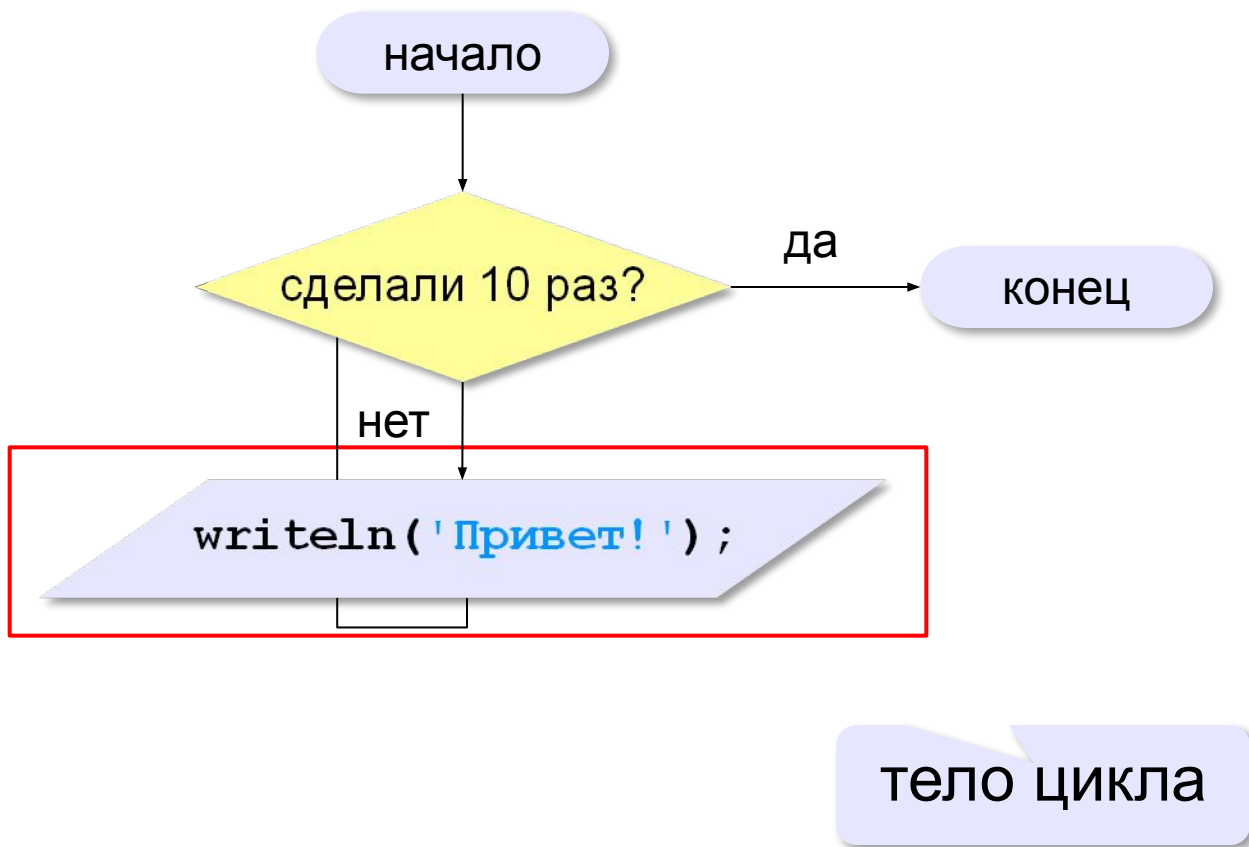 начало
сделали 10 раз?
да
конец
нет
writeln('Привет!');
тело цикла